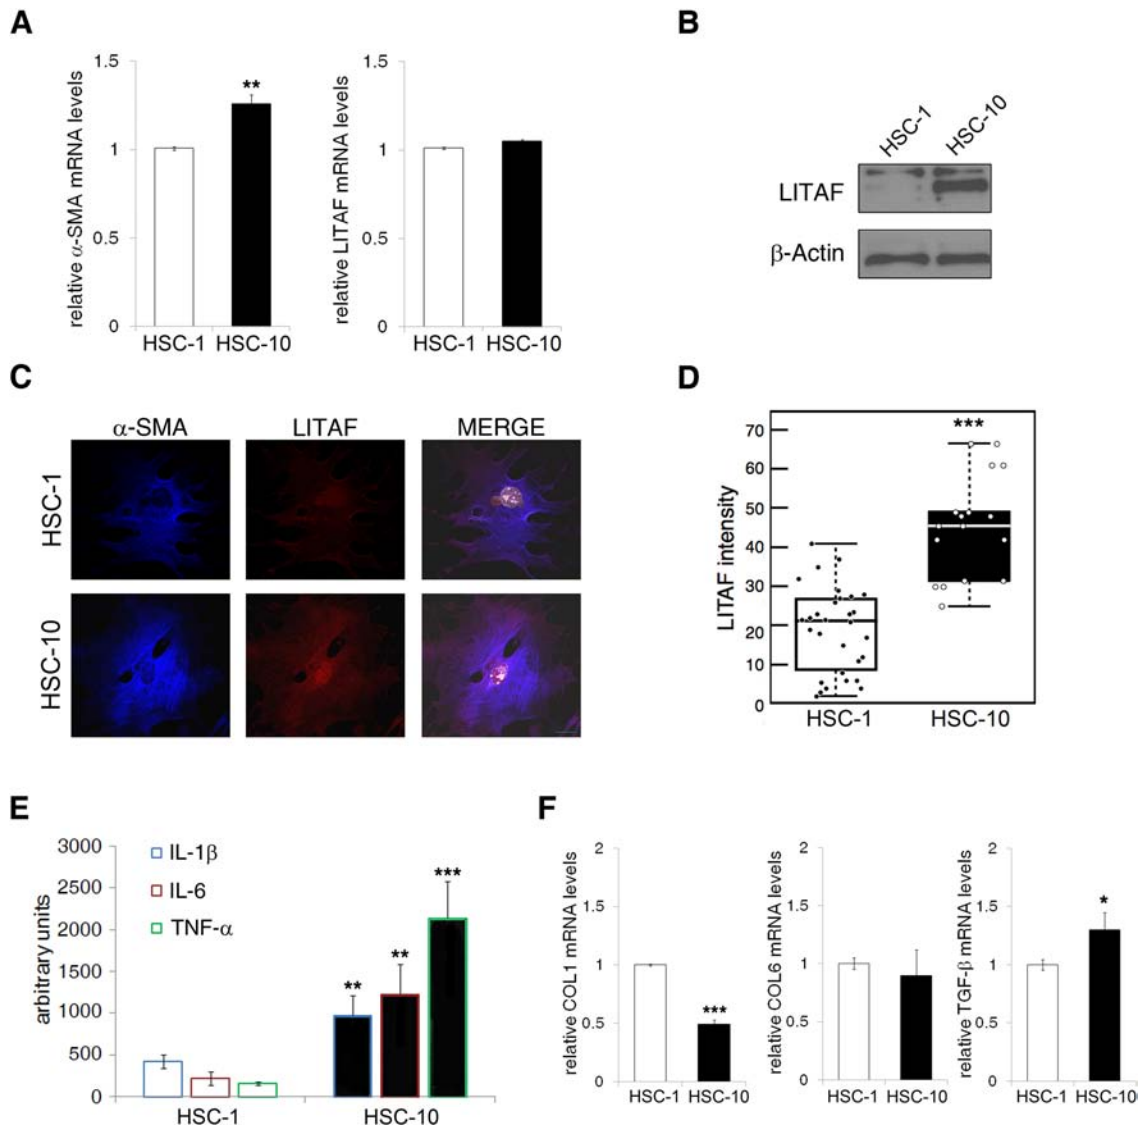 A
relative α-SMA mRNA levels
1.5
1
0.5
0
**
HSC-1 HSC-10
relative LITAF mRNA levels
1.5
1
0.5
0
HSC-1 HSC-10
B
HSC-1
HSC-10
LITAF
β-Actin
C
α-SMA LITAF MERGE
HSC-1
HSC-10
D
LITAF intensity
70
60
50
40
30
20
10
0
***
HSC-1 HSC-10
E
arbitrary units
3000
2500
2000
1500
1000
500
0
IL-1β
IL-6
TNF-α
**
**
***
HSC-1 HSC-10
F
relative COL1 mRNA levels
2
1.5
1
0.5
0
***
HSC-1 HSC-10
relative COL6 mRNA levels
2
1.5
1
0.5
0
HSC-1 HSC-10
relative TGF-β mRNA levels
2
1.5
1
0.5
0
*
HSC-1 HSC-10